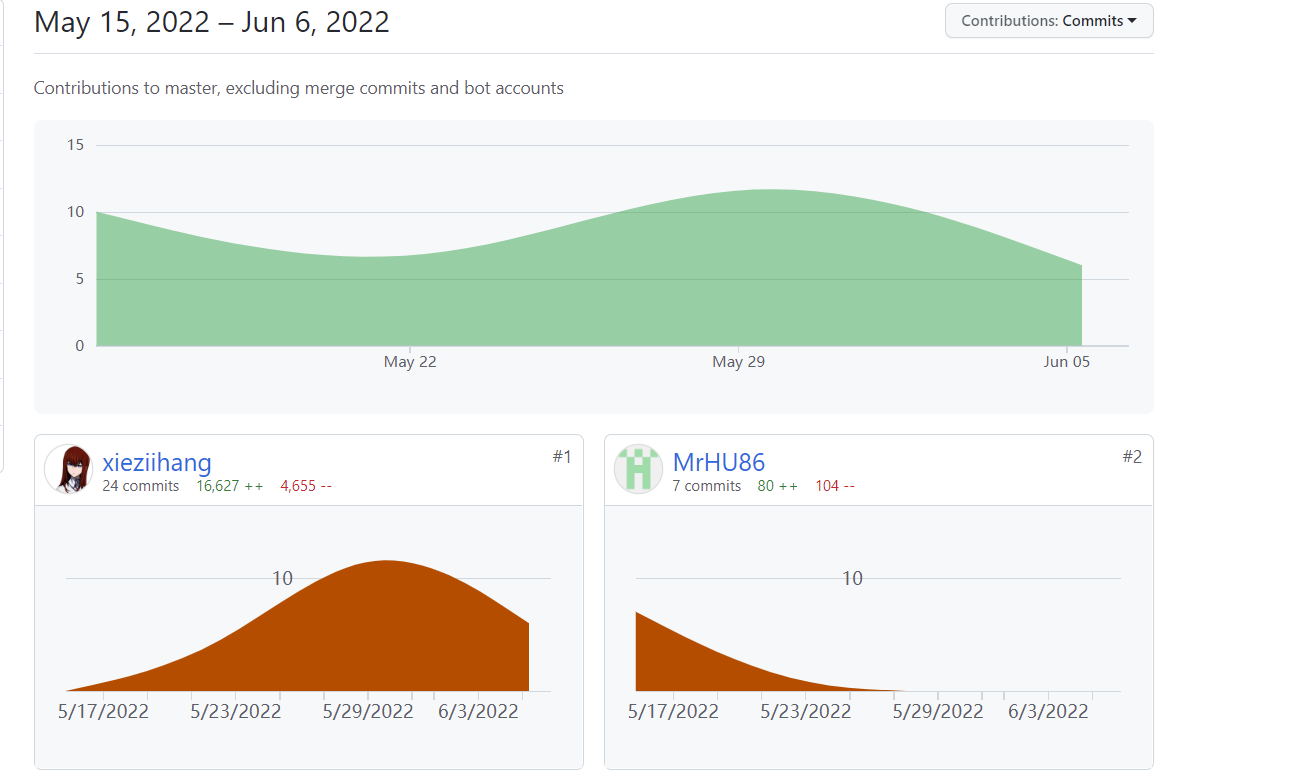 May 15, 2022 – Jun 6, 2022
Contributions: Commits
Contributions to master, excluding merge commits and bot accounts
15
10
5
0
May 22 May 29 Jun 05
xieziihang #1
24 commits 16,627 ++ 4,655 --
10
5/17/2022 5/23/2022 5/29/2022 6/3/2022
MrHU86 #2
7 commits 80 ++ 104 --
10
5/17/2022 5/23/2022 5/29/2022 6/3/2022